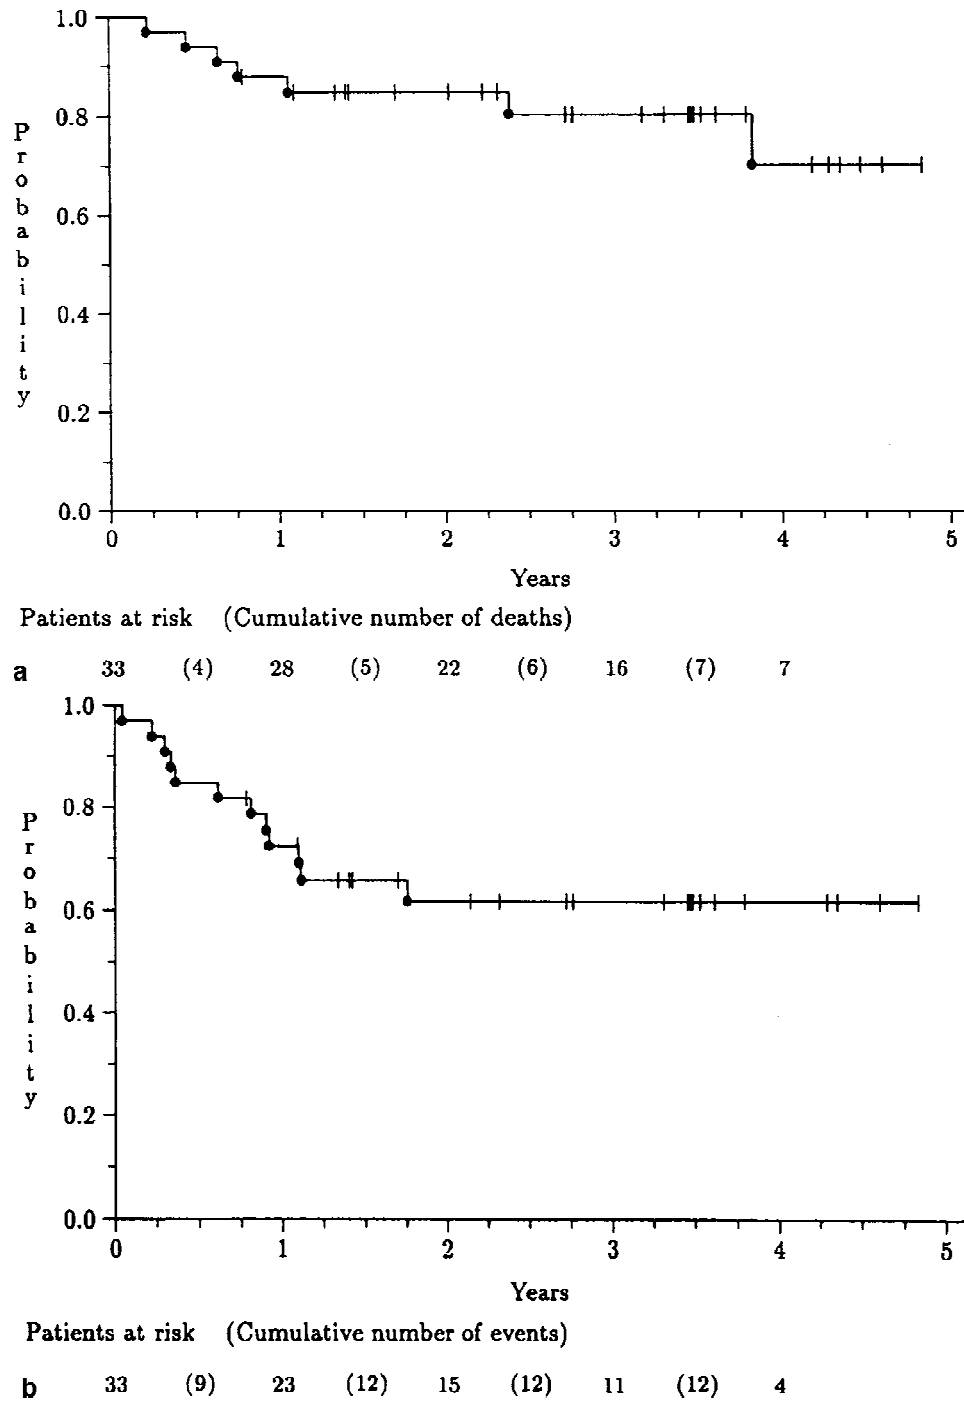 1.0
0.8
0.6
0.4
0.2
0.0
Probability
0 1 2 3 4 5
Years
Patients at risk (Cumulative number of deaths)
a 33 (4) 28 (5) 22 (6) 16 (7) 7
1.0
0.8
0.6
0.4
0.2
0.0
Probability
0 1 2 3 4 5
Years
Patients at risk (Cumulative number of events)
b 33 (9) 23 (12) 15 (12) 11 (12) 4